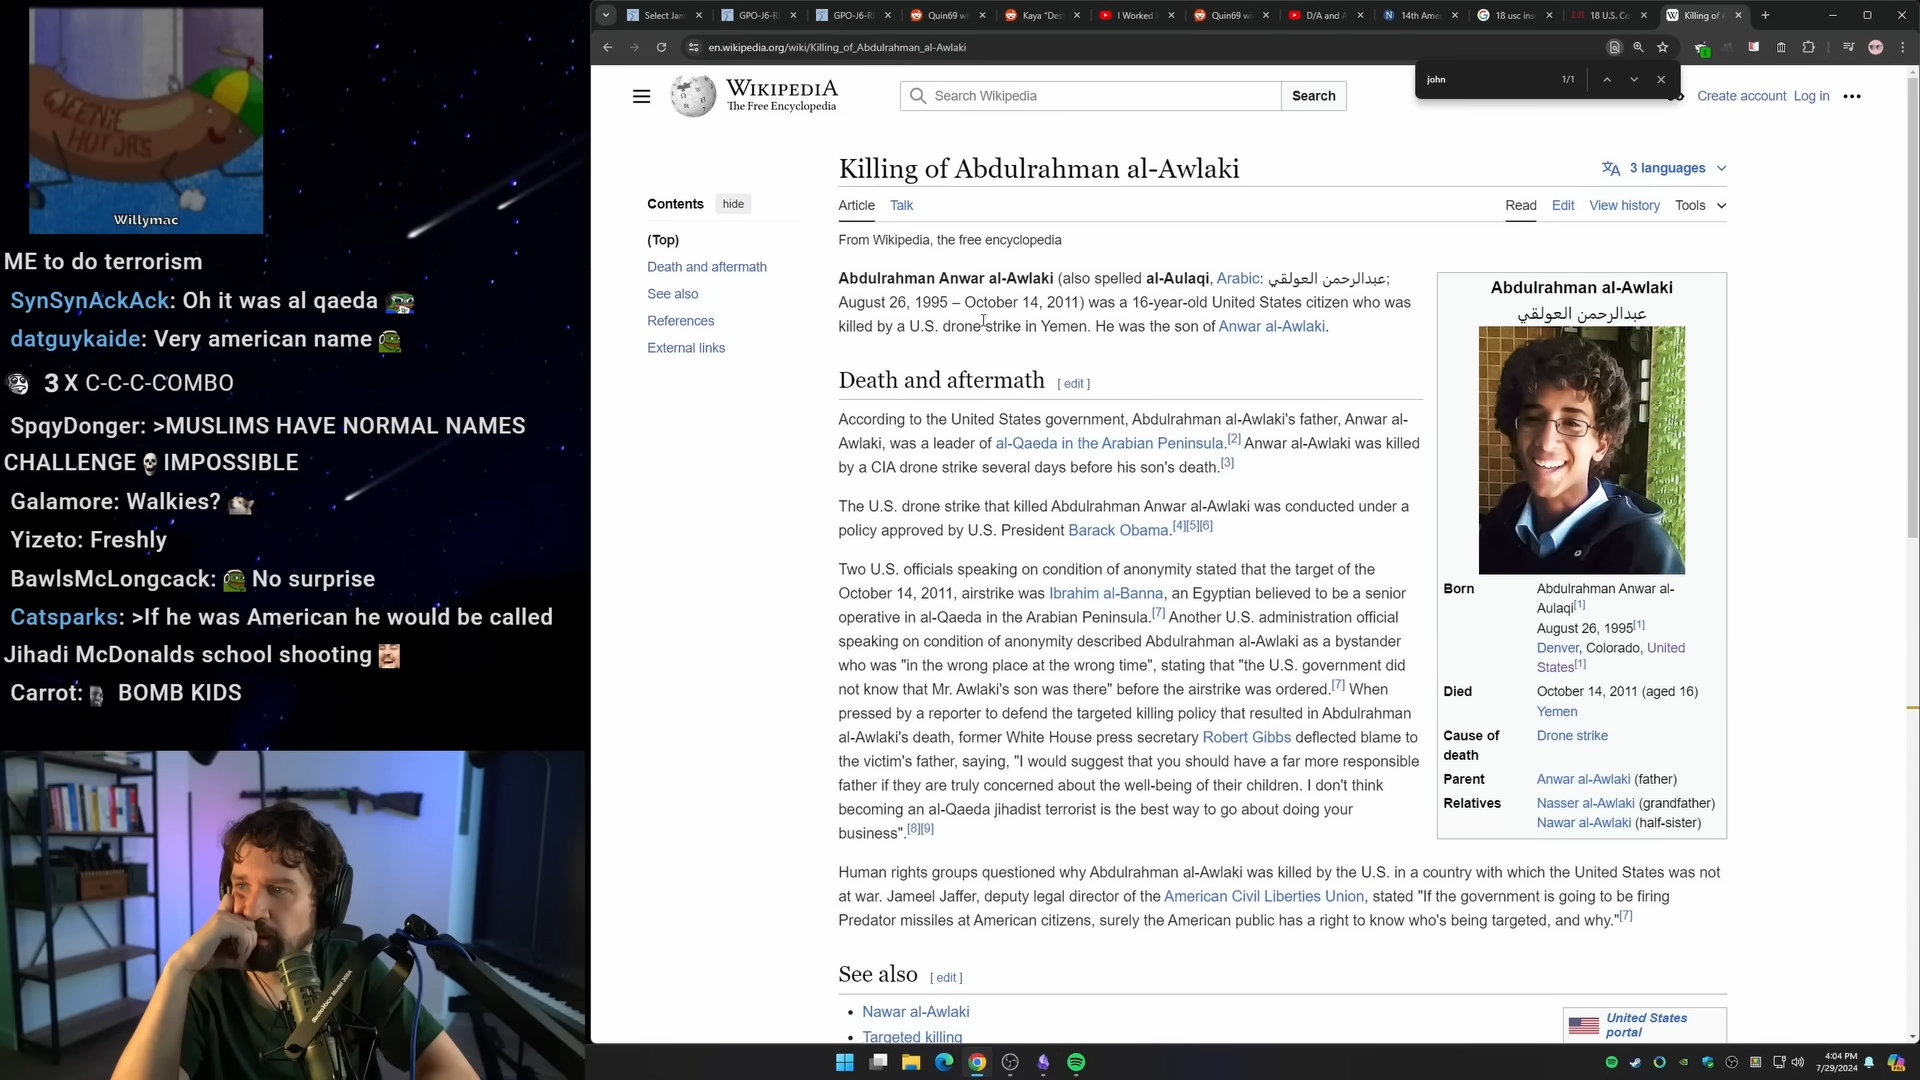 WEENIE
HUT JR'S
Willymac
ME to do terrorism
SynSynAckAck: Oh it was al qaeda
datguykaide: Very american name
3 X C-C-C-COMBO
SpqyDonger: >MUSLIMS HAVE NORMAL NAMES
CHALLENGE IMPOSSIBLE
Galamore: Walkies?
Yizeto: Freshly
BawlsMcLongcack: No surprise
Catsparks: >If he was American he would be called
Jihadi McDonalds school shooting
Carrot: BOMB KIDS
Select Jan
GPO-J6-R
GPO-J6-R
Quin69 w
Kaya "Des
I Worked
Quin69 w
D/A and A
14th Ame
18 usc ins
18 U.S. Co
Killing of A
en.wikipedia.org/wiki/Killing_of_Abdulrahman_al-Awlaki
john 1/1
WIKIPEDIA
The Free Encyclopedia
Search Wikipedia
Search
Create account Log in
Killing of Abdulrahman al-Awlaki
3 languages
Contents hide
(Top)
Death and aftermath
See also
References
External links
Article Talk
Read Edit View history Tools
From Wikipedia, the free encyclopedia
Abdulrahman Anwar al-Awlaki (also spelled al-Aulaqi, Arabic: عبدالرحمن العولقي;
August 26, 1995 – October 14, 2011) was a 16-year-old United States citizen who was
killed by a U.S. drone strike in Yemen. He was the son of Anwar al-Awlaki.
Death and aftermath [ edit ]
According to the United States government, Abdulrahman al-Awlaki's father, Anwar al-
Awlaki, was a leader of al-Qaeda in the Arabian Peninsula.[2] Anwar al-Awlaki was killed
by a CIA drone strike several days before his son's death.[3]
The U.S. drone strike that killed Abdulrahman Anwar al-Awlaki was conducted under a
policy approved by U.S. President Barack Obama.[4][5][6]
Two U.S. officials speaking on condition of anonymity stated that the target of the
October 14, 2011, airstrike was Ibrahim al-Banna, an Egyptian believed to be a senior
operative in al-Qaeda in the Arabian Peninsula.[7] Another U.S. administration official
speaking on condition of anonymity described Abdulrahman al-Awlaki as a bystander
who was "in the wrong place at the wrong time", stating that "the U.S. government did
not know that Mr. Awlaki's son was there" before the airstrike was ordered.[7] When
pressed by a reporter to defend the targeted killing policy that resulted in Abdulrahman
al-Awlaki's death, former White House press secretary Robert Gibbs deflected blame to
the victim's father, saying, "I would suggest that you should have a far more responsible
father if they are truly concerned about the well-being of their children. I don't think
becoming an al-Qaeda jihadist terrorist is the best way to go about doing your
business".[8][9]
Human rights groups questioned why Abdulrahman al-Awlaki was killed by the U.S. in a country with which the United States was not
at war. Jameel Jaffer, deputy legal director of the American Civil Liberties Union, stated "If the government is going to be firing
Predator missiles at American citizens, surely the American public has a right to know who's being targeted, and why."[7]
See also [ edit ]
Nawar al-Awlaki
Targeted killing
Abdulrahman al-Awlaki
عبدالرحمن العولقي
Born Abdulrahman Anwar al-
Aulaqi[1]
August 26, 1995[1]
Denver, Colorado, United
States[1]
Died October 14, 2011 (aged 16)
Yemen
Cause of Drone strike
death
Parent Anwar al-Awlaki (father)
Relatives Nasser al-Awlaki (grandfather)
Nawar al-Awlaki (half-sister)
United States
portal
4:04 PM
7/29/2024